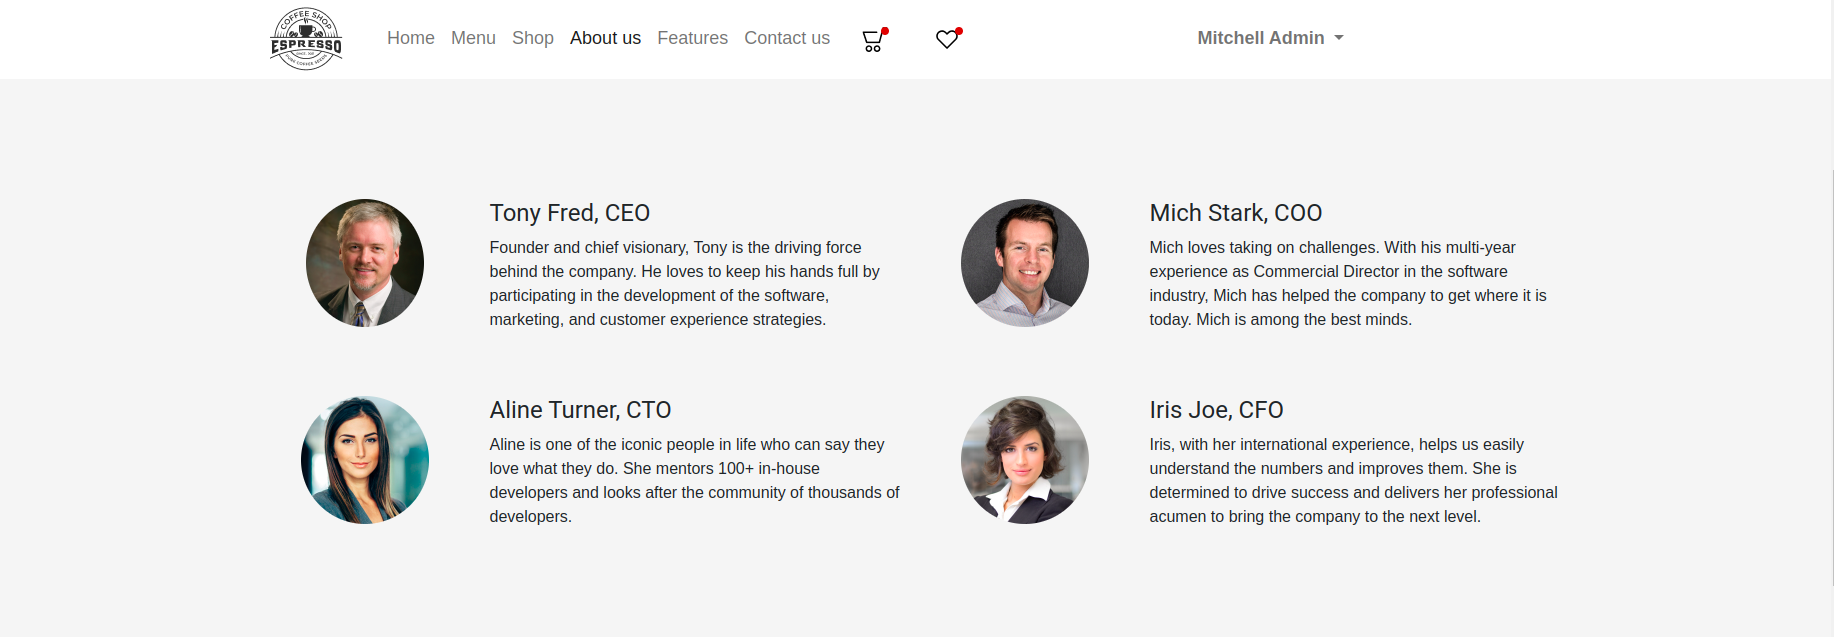 COFFEE SHOP
ESPRESSO
Home Menu Shop About us Features Contact us Mitchell Admin
Tony Fred, CEO
Founder and chief visionary, Tony is the driving force
behind the company. He loves to keep his hands full by
participating in the development of the software,
marketing, and customer experience strategies.
Mich Stark, COO
Mich loves taking on challenges. With his multi-year
experience as Commercial Director in the software
industry, Mich has helped the company to get where it is
today. Mich is among the best minds.
Aline Turner, CTO
Aline is one of the iconic people in life who can say they
love what they do. She mentors 100+ in-house
developers and looks after the community of thousands of
developers.
Iris Joe, CFO
Iris, with her international experience, helps us easily
understand the numbers and improves them. She is
determined to drive success and delivers her professional
acumen to bring the company to the next level.